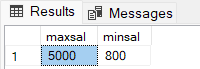 Results Messages
maxsal minsal
1 5000 800